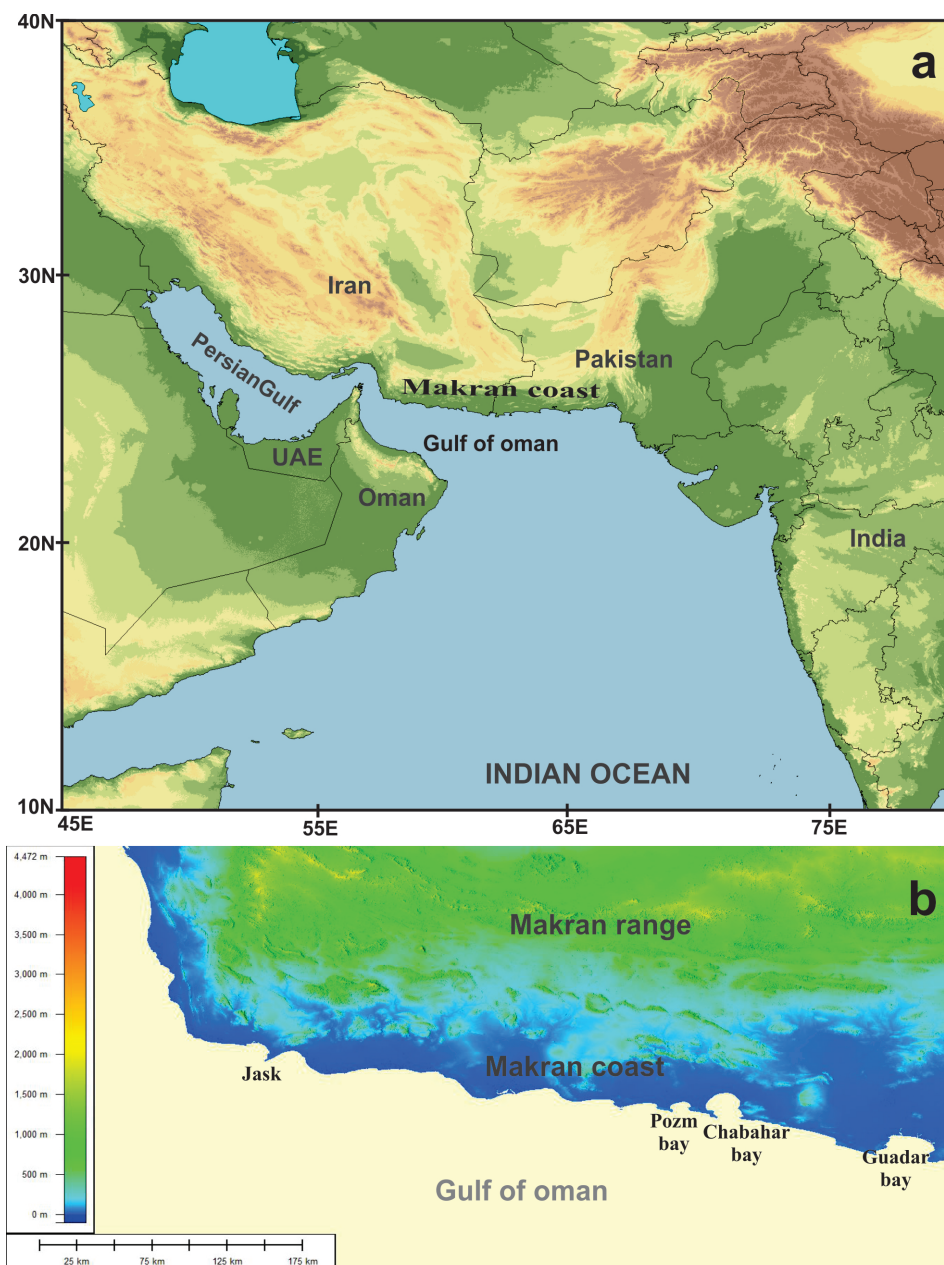 40N
a
30N
Iran
Pakistan
PersianGulf
Makran coast
Gulf of oman
UAE
Oman
20N
India
INDIAN OCEAN
10N
45E
55E
65E
75E
4,472 m
4,000 m
3,500 m
3,000 m
2,500 m
2,000 m
1,500 m
1,000 m
500 m
0 m
b
Makran range
Makran coast
Jask
Pozm
bay
Chabahar
bay
Guadar
bay
Gulf of oman
25 km
75 km
125 km
175 km